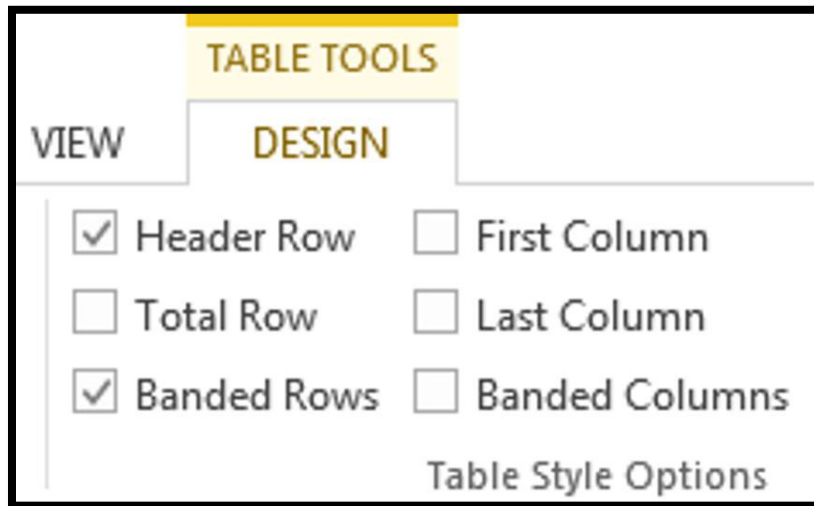 TABLE TOOLS
VIEW DESIGN
Header Row First Column
Total Row Last Column
Banded Rows Banded Columns
Table Style Options